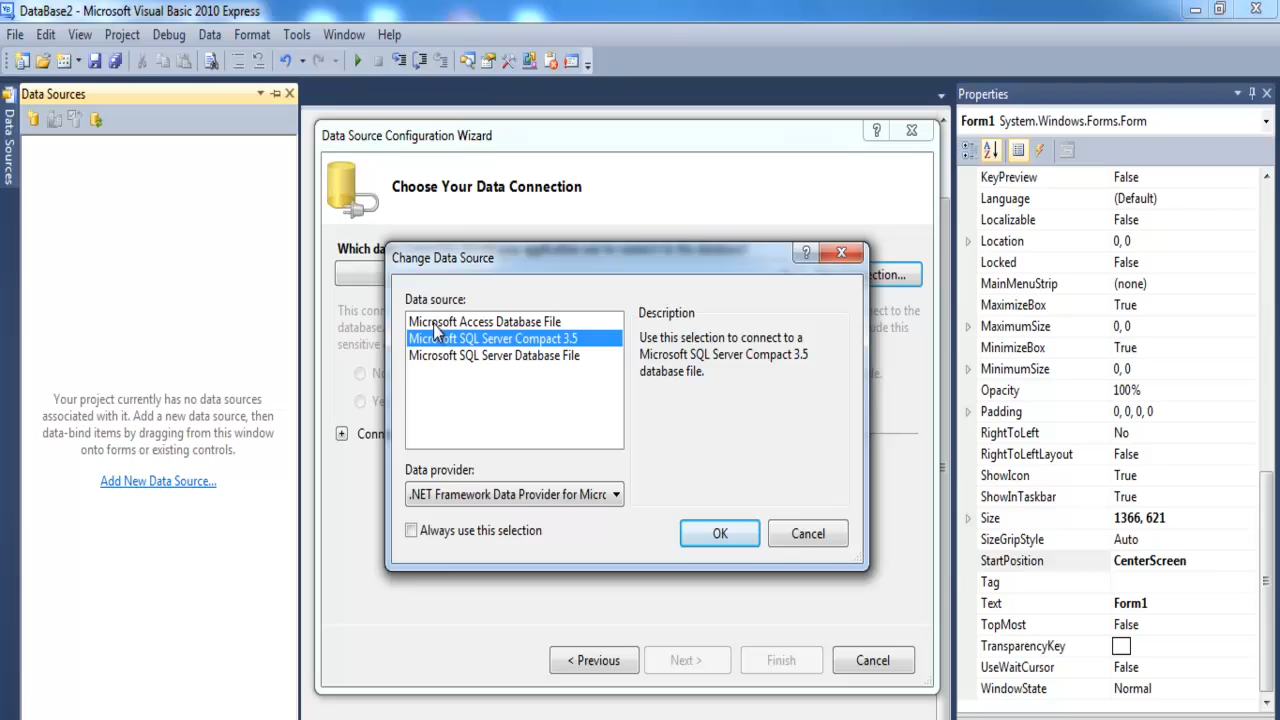 DataBase2 - Microsoft Visual Basic 2010 Express
File Edit View Project Debug Data Format Tools Window Help
Data Sources
Data Sources
Your project currently has no data sources
associated with it. Add a new data source, then
data-bind items by dragging from this window
onto forms or existing controls.
Add New Data Source...
Data Source Configuration Wizard
Choose Your Data Connection
Which
This
database.
sensitive
< Previous Next > Finish Cancel
Change Data Source
Data source:
Microsoft Access Database File
Microsoft SQL Server Compact 3.5
Microsoft SQL Server Database File
Data provider:
.NET Framework Data Provider for Micro
Always use this selection
Description
Use this selection to connect to a
Microsoft SQL Server Compact 3.5
database file.
OK Cancel
Properties
Form1 System.Windows.Forms.Form
KeyPreview False
Language (Default)
Localizable False
Location 0, 0
Locked False
MainMenuStrip (none)
MaximizeBox True
MaximumSize 0, 0
MinimizeBox True
MinimumSize 0, 0
Opacity 100%
Padding 0, 0, 0, 0
RightToLeft No
RightToLeftLayout False
ShowIcon True
ShowInTaskbar True
Size 1366, 621
SizeGripStyle Auto
StartPosition CenterScreen
Tag
Text Form1
TopMost False
TransparencyKey
UseWaitCursor False
WindowState Normal